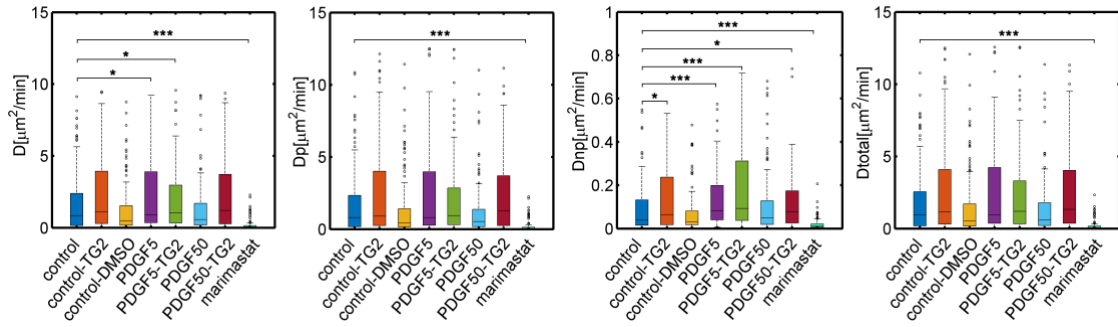 15
10
5
0
D[μm²/min]
***
*
*
control
control-TG2
control-DMSO
PDGF5
PDGF5-TG2
PDGF50
PDGF50-TG2
marimastat
15
10
5
0
Dp[μm²/min]
***
control
control-TG2
control-DMSO
PDGF5
PDGF5-TG2
PDGF50
PDGF50-TG2
marimastat
1
0.8
0.6
0.4
0.2
0
Dnp[μm²/min]
***
*
***
***
*
control
control-TG2
control-DMSO
PDGF5
PDGF5-TG2
PDGF50
PDGF50-TG2
marimastat
15
10
5
0
Dtotal[μm²/min]
***
control
control-TG2
control-DMSO
PDGF5
PDGF5-TG2
PDGF50
PDGF50-TG2
marimastat